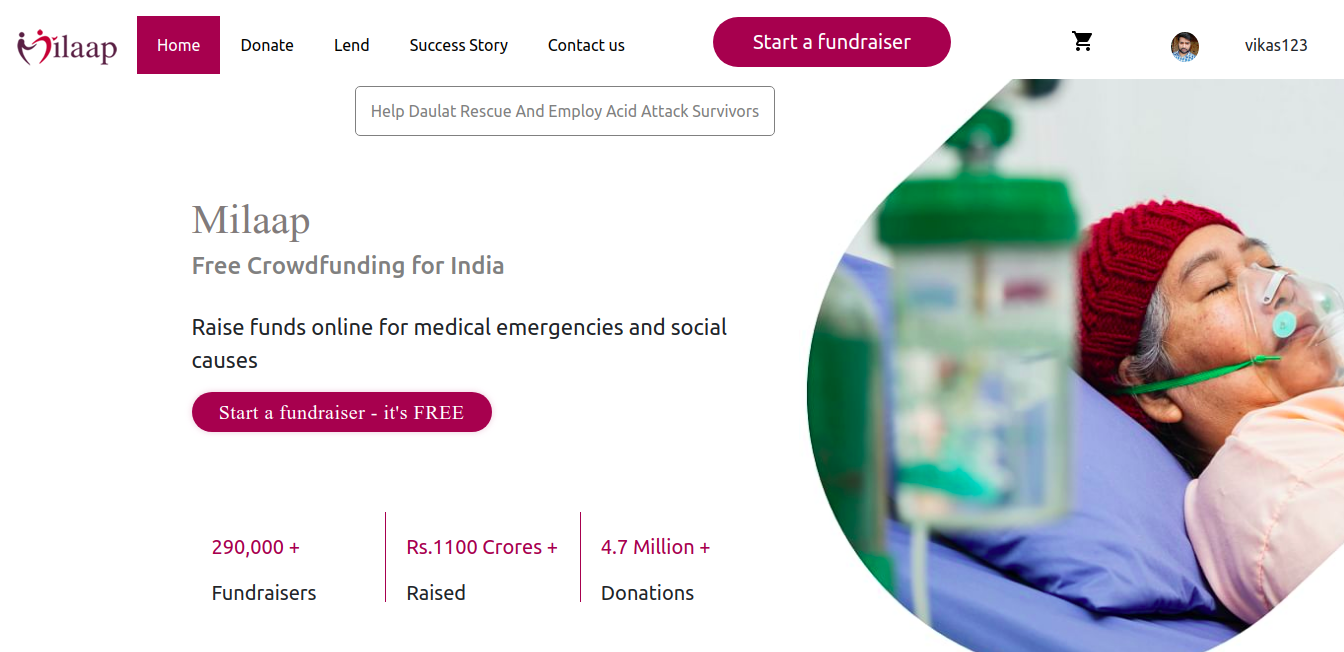 Milaap
Home
Donate
Lend
Success Story
Contact us
Start a fundraiser
vikas123
Help Daulat Rescue And Employ Acid Attack Survivors
Milaap
Free Crowdfunding for India
Raise funds online for medical emergencies and social
causes
Start a fundraiser - it's FREE
290,000 +
Fundraisers
Rs.1100 Crores +
Raised
4.7 Million +
Donations